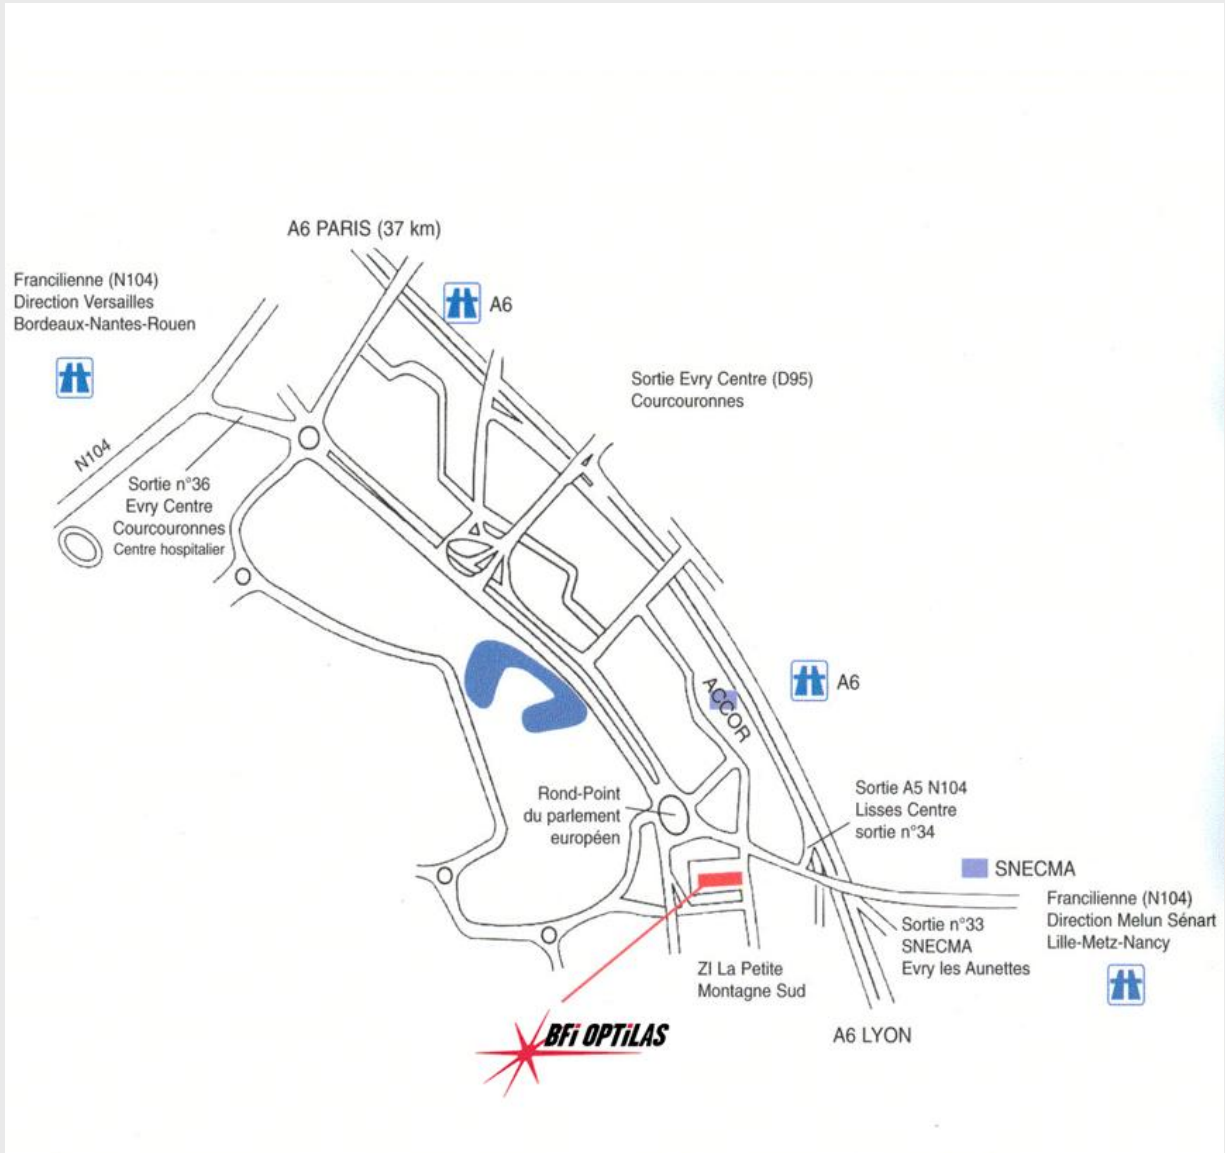 A6 PARIS (37 km)
Francilienne (N104)
Direction Versailles
Bordeaux-Nantes-Rouen
A6
Sortie Evry Centre (D95)
Courcouronnes
N104
Sortie n°36
Evry Centre
Courcouronnes
Centre hospitalier
ACCOR
A6
Rond-Point
du parlement
européen
Sortie A5 N104
Lisses Centre
sortie n°34
SNECMA
Francilienne (N104)
Direction Melun Sénart
Lille-Metz-Nancy
Sortie n°33
SNECMA
Evry les Aunettes
ZI La Petite
Montagne Sud
BFi OPTiLAS
A6 LYON